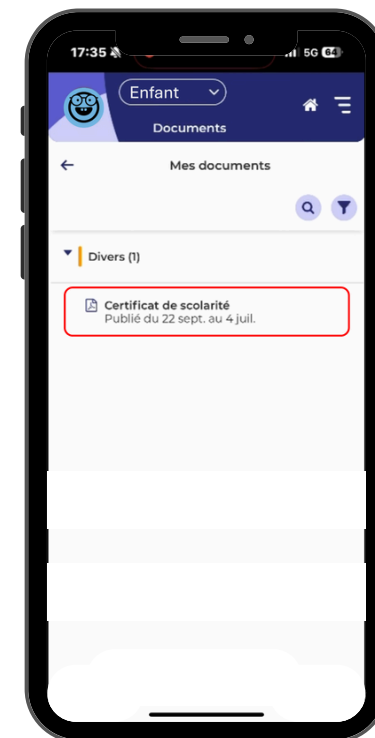 17:35 5G 64
Enfant
Documents
Mes documents
Divers (1)
Certificat de scolarité
Publié du 22 sept. au 4 juil.